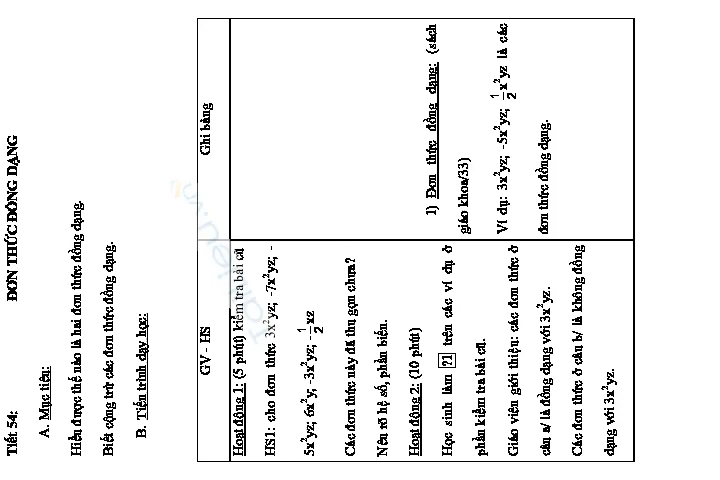 Tiết 54: ĐƠN THỨC ĐỒNG DẠNG
A. Mục tiêu:
Hiểu được thế nào là hai đơn thức đồng dạng.
Biết cộng trừ các đơn thức đồng dạng.
B. Tiến trình dạy học:
GV - HS
Hoạt động 1: (5 phút) kiểm tra bài cũ
HS1: cho đơn thức 3x²yz; -7x²yz; -
5x²yz; 6x²y; -3x²yz; -1/2xz
Các đơn thức này đã thu gọn chưa?
Nêu rõ hệ số, phần biến.
Hoạt động 2: (10 phút)
Học sinh làm ?1 trên các ví dụ ở
phần kiểm tra bài cũ.
Giáo viên giới thiệu: các đơn thức ở
câu a/ là đồng dạng với 3x²yz.
Các đơn thức ở câu b/ là không đồng
dạng với 3x²yz.
Ghi bảng
1) Đơn thức đồng dạng: (sách
giáo khoa/33)
Ví dụ: 3x²yz; -5x²yz; 1/2x²yz là các
đơn thức đồng dạng.